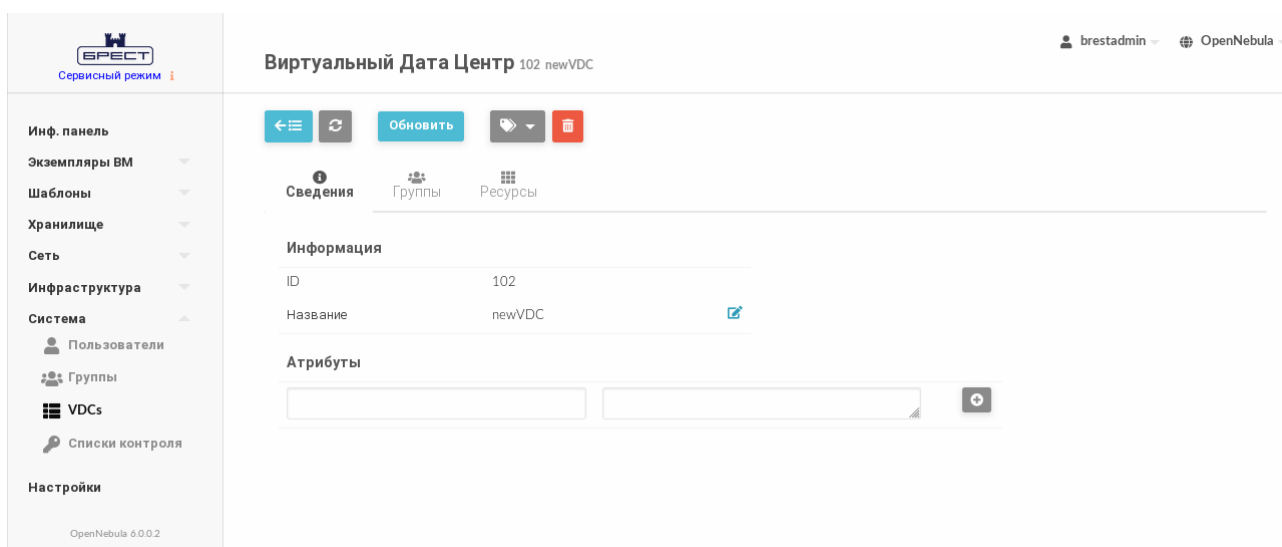 БРЕСТ
Сервисный режим i
brestadmin OpenNebula
Виртуальный Дата Центр 102 newVDC
Обновить
Инф. панель
Экземпляры ВМ
Шаблоны
Хранилище
Сеть
Инфраструктура
Система
Пользователи
Группы
VDCs
Списки контроля
Настройки
OpenNebula 6.0.0.2
Сведения Группы Ресурсы
Информация
ID 102
Название newVDC
Атрибуты